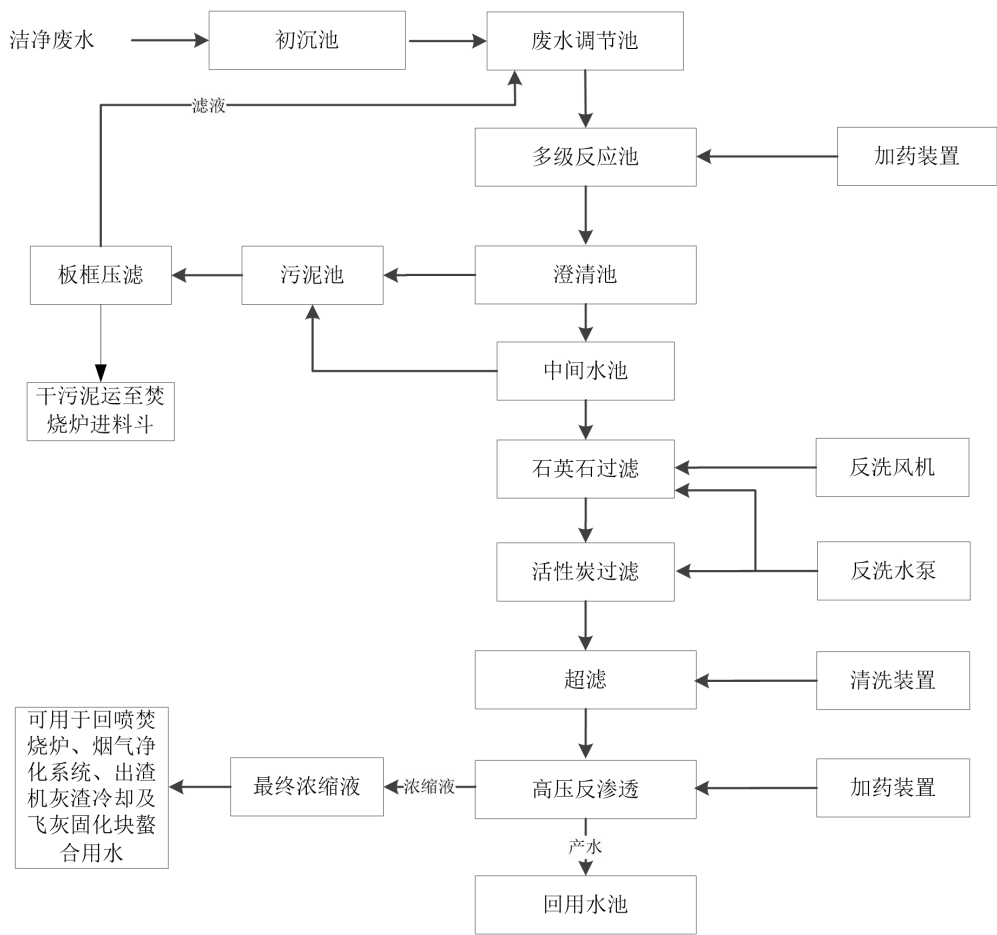 洁净废水
初沉池
废水调节池
滤液
多级反应池
加药装置
板框压滤
污泥池
澄清池
中间水池
干污泥运至焚
烧炉进料斗
石英石过滤
反洗风机
活性炭过滤
反洗水泵
超滤
清洗装置
可用于回喷焚
烧炉、烟气净
化系统、出渣
机灰渣冷却及
飞灰固化块螯
合用水
最终浓缩液
浓缩液
高压反渗透
加药装置
产水
回用水池